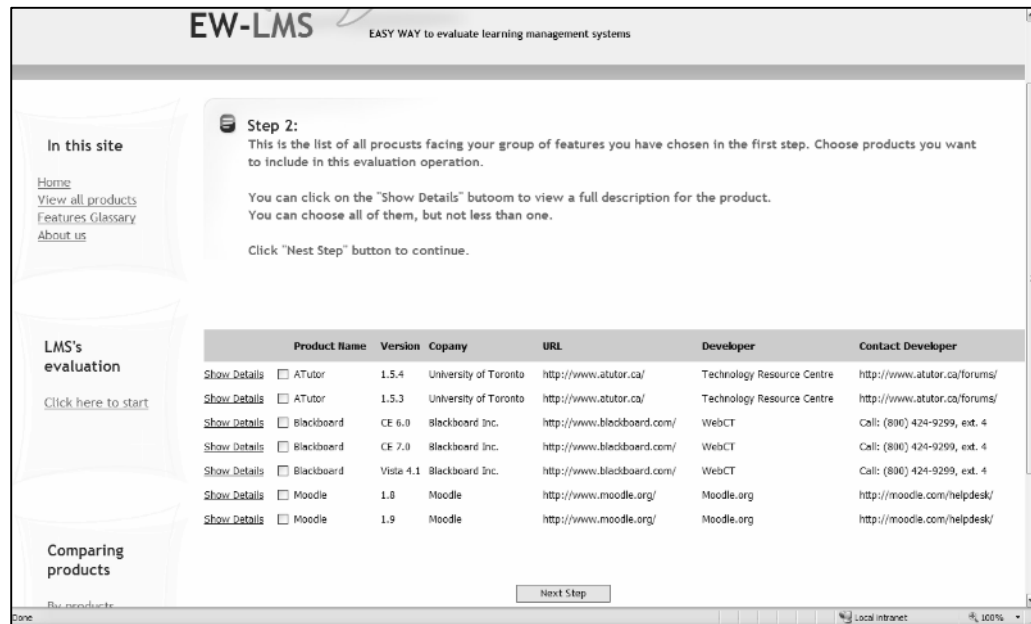 EW-LMS
EASY WAY to evaluate learning management systems
In this site
Home
View all products
Features Glassary
About us
LMS's
evaluation
Click here to start
Comparing
products
By products
Step 2:
This is the list of all procusts facing your group of features you have chosen in the first step. Choose products you want
to include in this evaluation operation.
You can click on the "Show Details" butoom to view a full description for the product.
You can choose all of them, but not less than one.
Click "Nest Step" button to continue.
Product Name Version Copany URL Developer Contact Developer
Show Details ATutor 1.5.4 University of Toronto http://www.atutor.ca/ Technology Resource Centre http://www.atutor.ca/forums/
Show Details ATutor 1.5.3 University of Toronto http://www.atutor.ca/ Technology Resource Centre http://www.atutor.ca/forums/
Show Details Blackboard CE 6.0 Blackboard Inc. http://www.blackboard.com/ WebCT Call: (800) 424-9299, ext. 4
Show Details Blackboard CE 7.0 Blackboard Inc. http://www.blackboard.com/ WebCT Call: (800) 424-9299, ext. 4
Show Details Blackboard Vista 4.1 Blackboard Inc. http://www.blackboard.com/ WebCT Call: (800) 424-9299, ext. 4
Show Details Moodle 1.8 Moodle http://www.moodle.org/ Moodle.org http://moodle.com/helpdesk/
Show Details Moodle 1.9 Moodle http://www.moodle.org/ Moodle.org http://moodle.com/helpdesk/
Next Step
Done Local intranet 100%